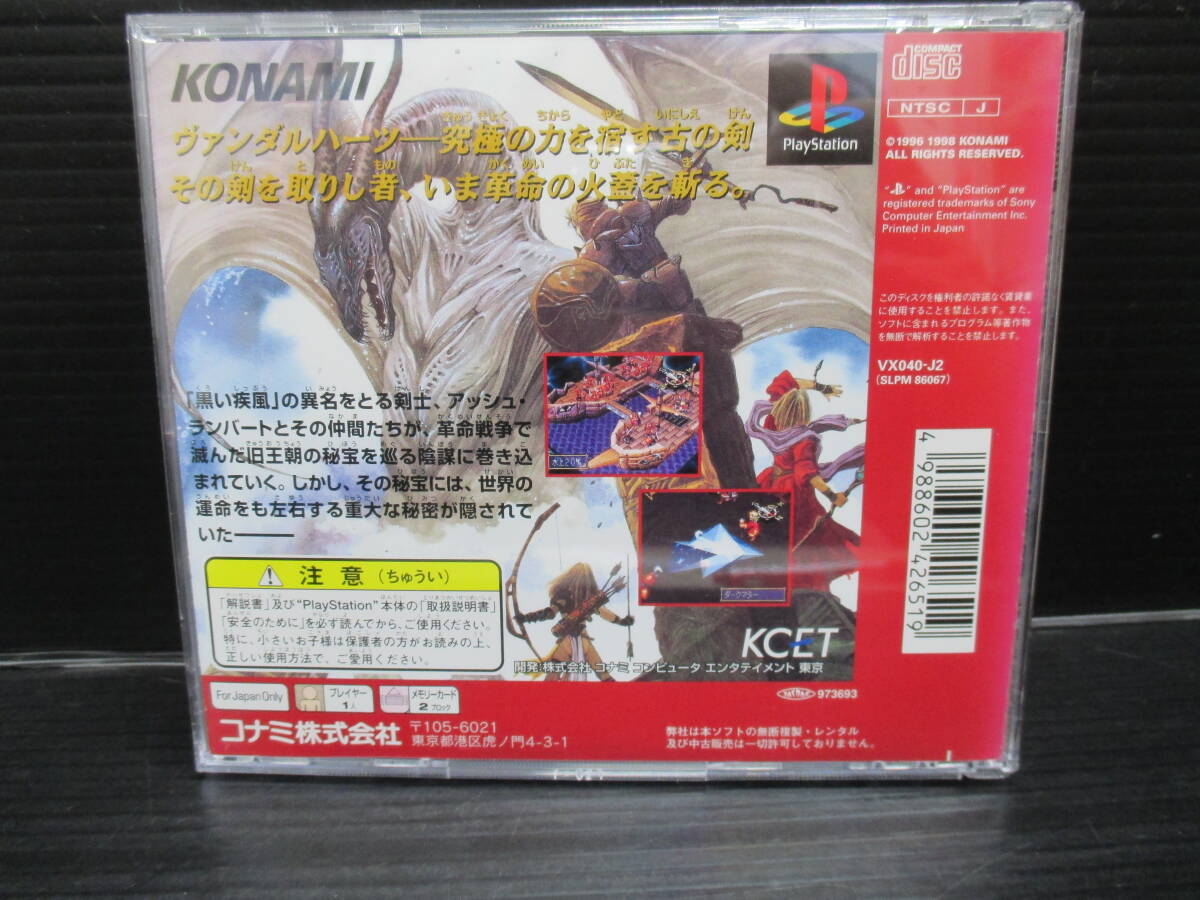 KONAMI
ヴァンダルハーツ―究極の力を宿す古の剣
その剣を取りし者、いま革命の火蓋を斬る。
PlayStation
COMPACT
disc
NTSC J
©1996 1998 KONAMI
ALL RIGHTS RESERVED.
" " and "PlayStation" are
registered trademarks of Sony
Computer Entertainment Inc.
Printed in Japan
このディスクを権利者の許諾なく賃貸業
に使用することを禁止します。また、
ソフトに含まれるプログラム等著作物
を無断で解析することを禁止します。
VX040-J2
(SLPM 86067)
4 988602 426519
「黒い疾風」の異名をとる剣士、アッシュ・
ランバートとその仲間たちが、革命戦争で
滅んだ旧王朝の秘宝を巡る陰謀に巻き込
まれていく。しかし、その秘宝には、世界の
運命をも左右する重大な秘密が隠されて
いた――
ダークマター
注意(ちゅうい)
「解説書」及び"PlayStation"本体の「取扱説明書」
「安全のために」を必ず読んでから、ご使用ください。
特に、小さいお子様は保護者の方がお読みの上、
正しい使用方法で、ご愛用ください。
KCET
開発:株式会社 コナミ コンピュータ エンタテイメント 東京
For Japan Only
プレイヤー
1人
メモリーカード
2 ブロック
973693
コナミ株式会社
〒105-6021
東京都港区虎ノ門4-3-1
弊社は本ソフトの無断複製・レンタル
及び中古販売は一切許可しておりません。